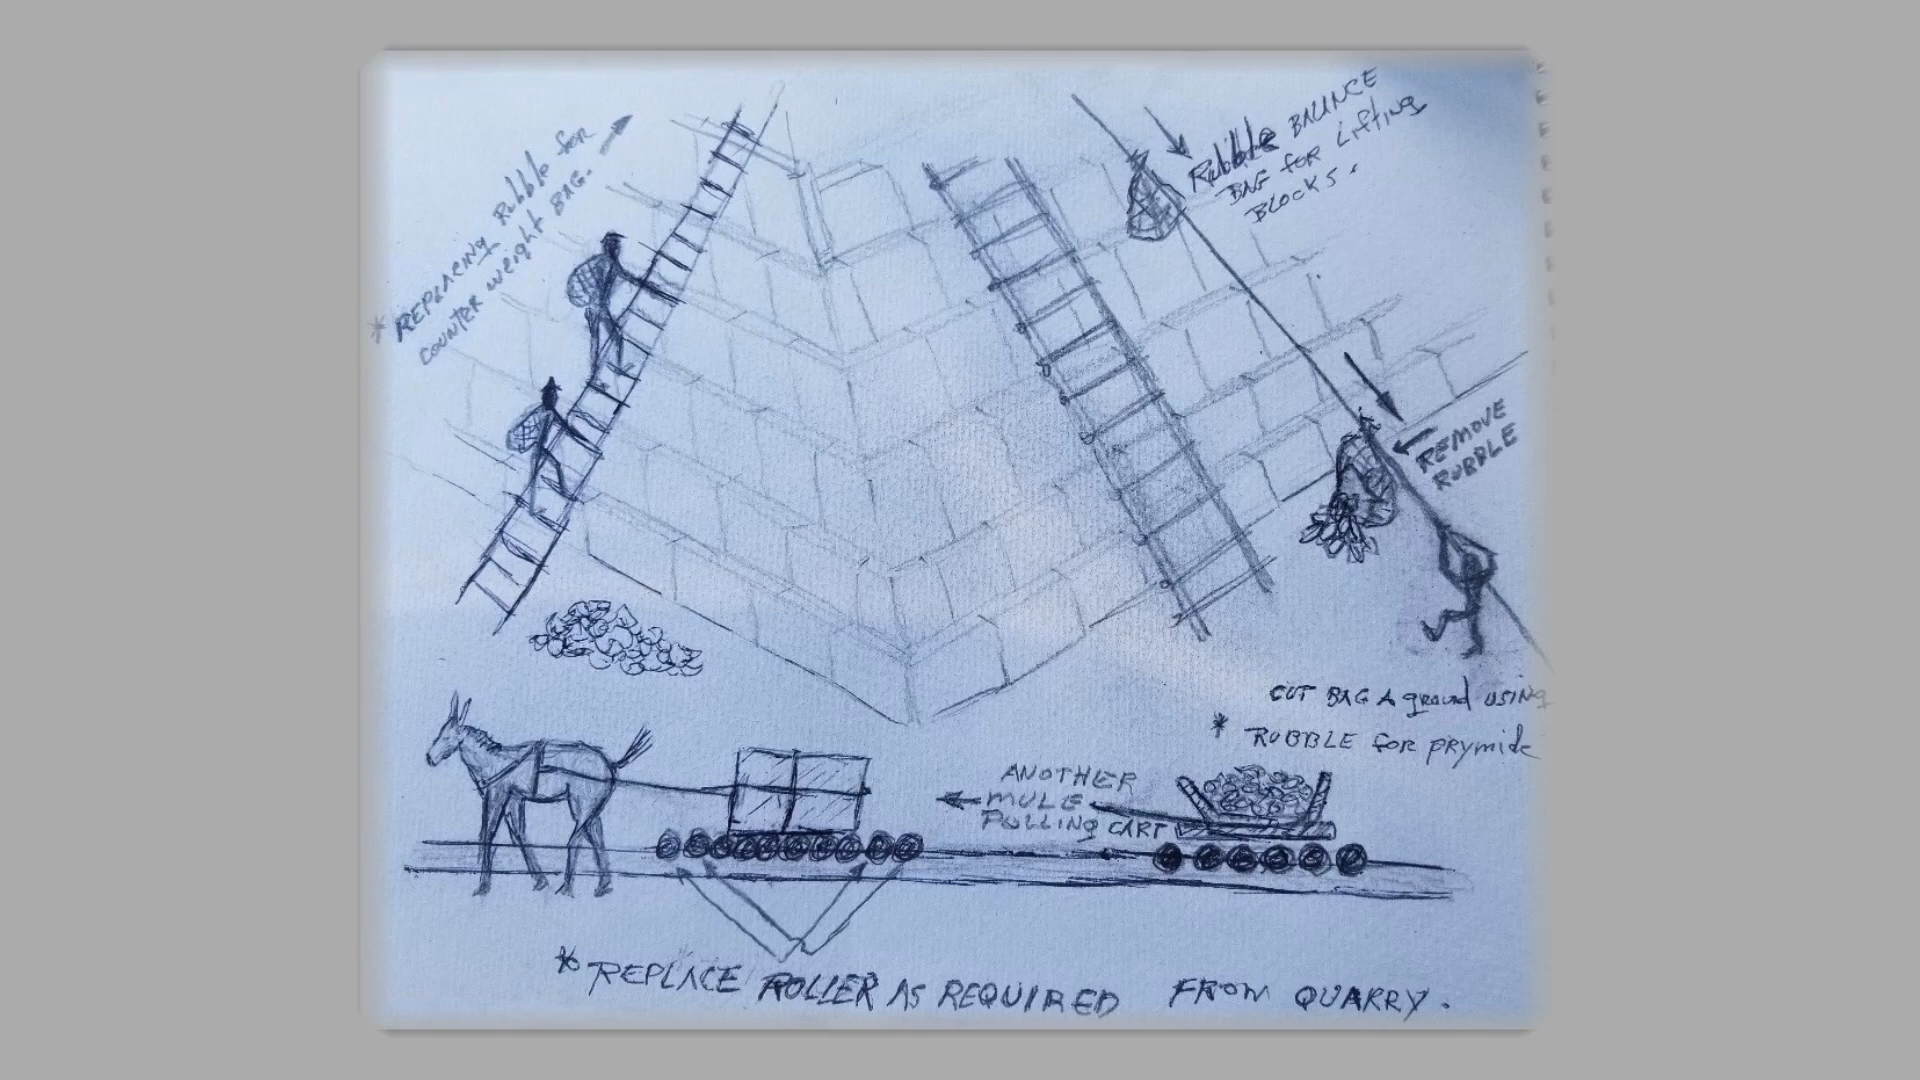 * REPLACING Rubble for
COUNTER weight BAG.
Rubble BALANCE
BAG for Lifting
BLOCKS.
REMOVE
RUBBLE
CUT BAG A ground USING
* RUBBLE for PRYMIDE
ANOTHER
MULE
PULLING CART
* REPLACE ROLLER AS REQUIRED FROM QUARRY.